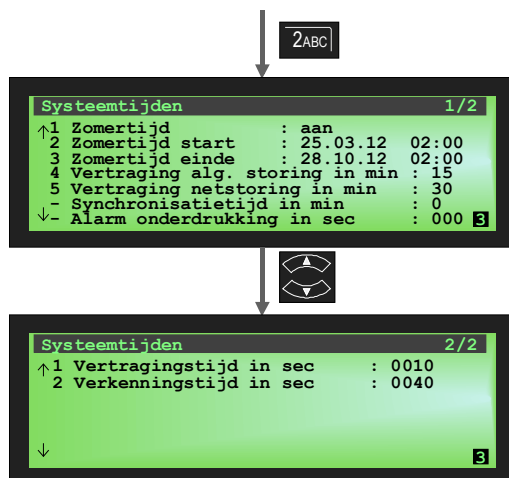 2ABC
Systeemtijden 1/2
↑1 Zomertijd : aan
2 Zomertijd start : 25.03.12 02:00
3 Zomertijd einde : 28.10.12 02:00
4 Vertraging alg. storing in min : 15
5 Vertraging netstoring in min : 30
- Synchronisatietijd in min : 0
↓- Alarm onderdrukking in sec : 000 3
Systeemtijden 2/2
↑1 Vertragingstijd in sec : 0010
2 Verkenningstijd in sec : 0040
↓ 3